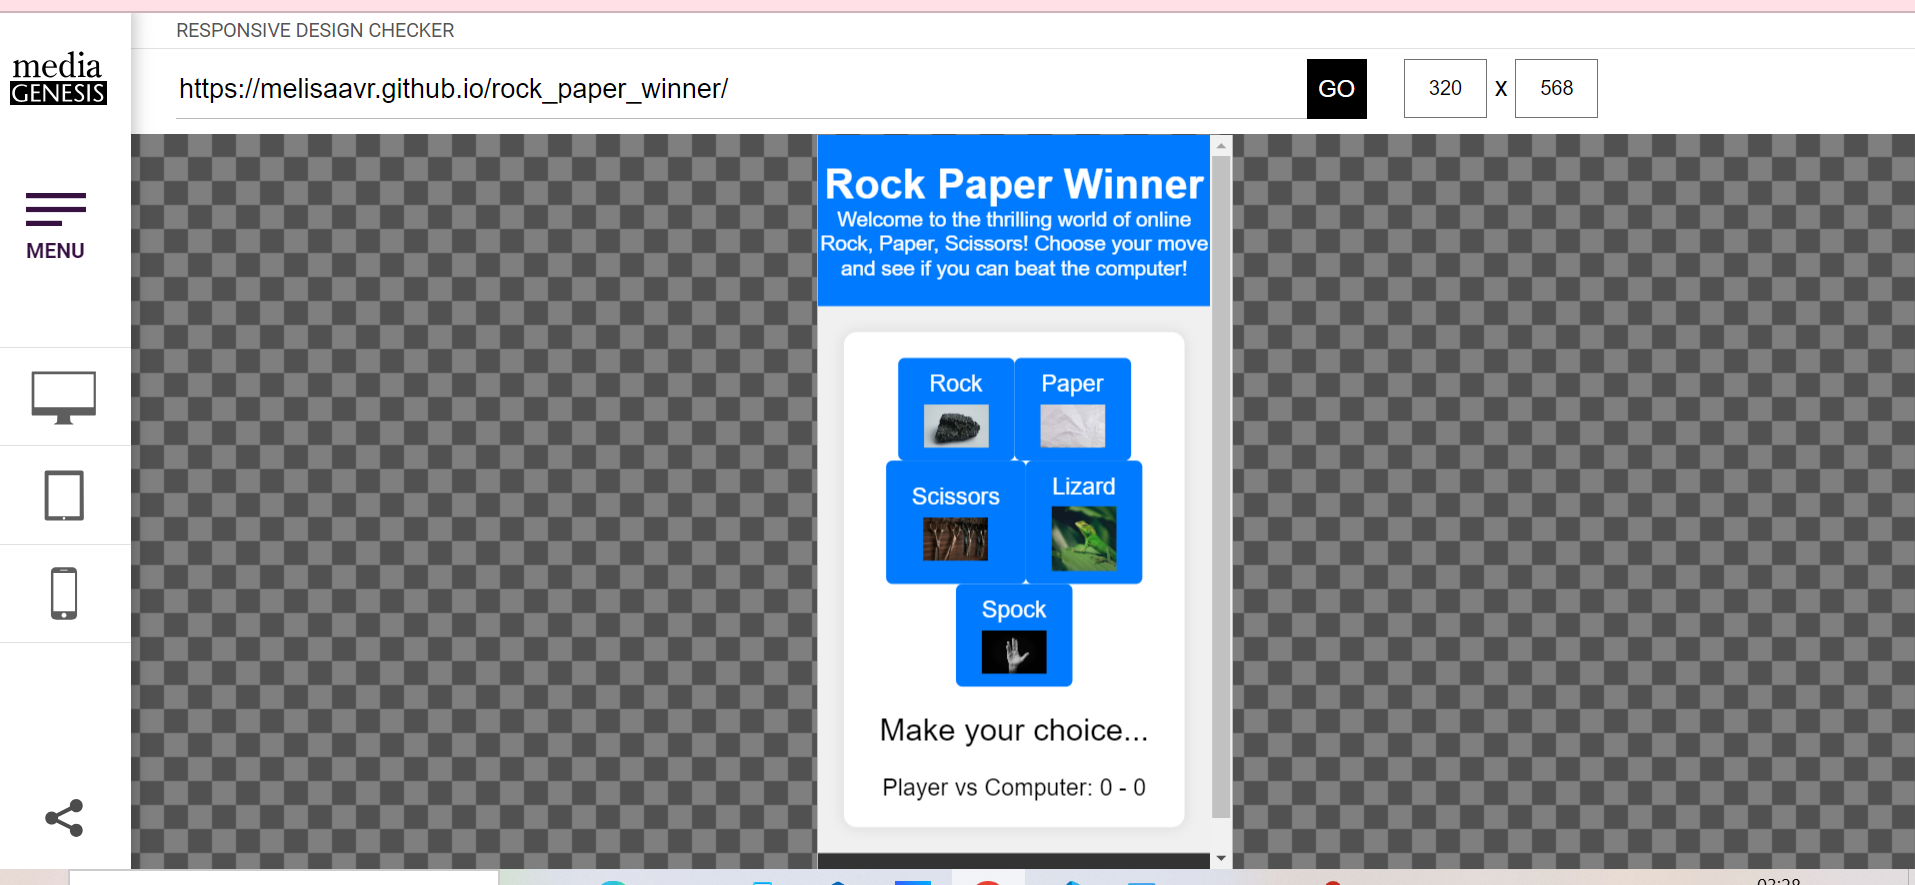 RESPONSIVE DESIGN CHECKER
media
GENESIS
https://melisaavr.github.io/rock_paper_winner/
GO
320 x 568
MENU
Rock Paper Winner
Welcome to the thrilling world of online
Rock, Paper, Scissors! Choose your move
and see if you can beat the computer!
Rock
Paper
Scissors
Lizard
Spock
Make your choice...
Player vs Computer: 0 - 0